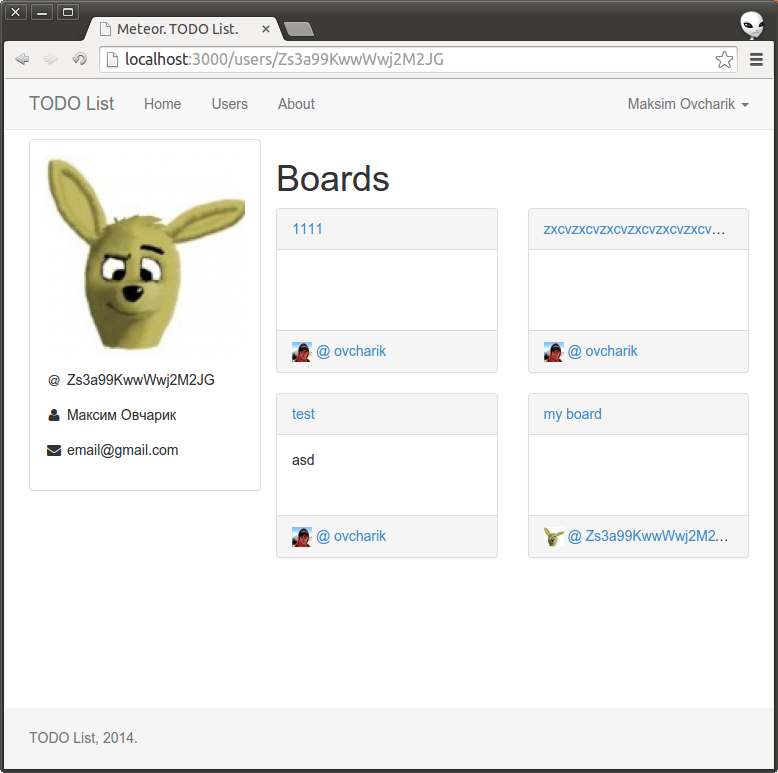 Meteor. TODO List.
localhost:3000/users/Zs3a99KwwWwj2M2JG
TODO List Home Users About Maksim Ovcharik
@ Zs3a99KwwWwj2M2JG
Максим Овчарик
email@gmail.com
Boards
1111
@ ovcharik
zxcvzxcvzxcvzxcvzxcvzxcv...
@ ovcharik
test
asd
@ ovcharik
my board
@ Zs3a99KwwWwj2M2...
TODO List, 2014.